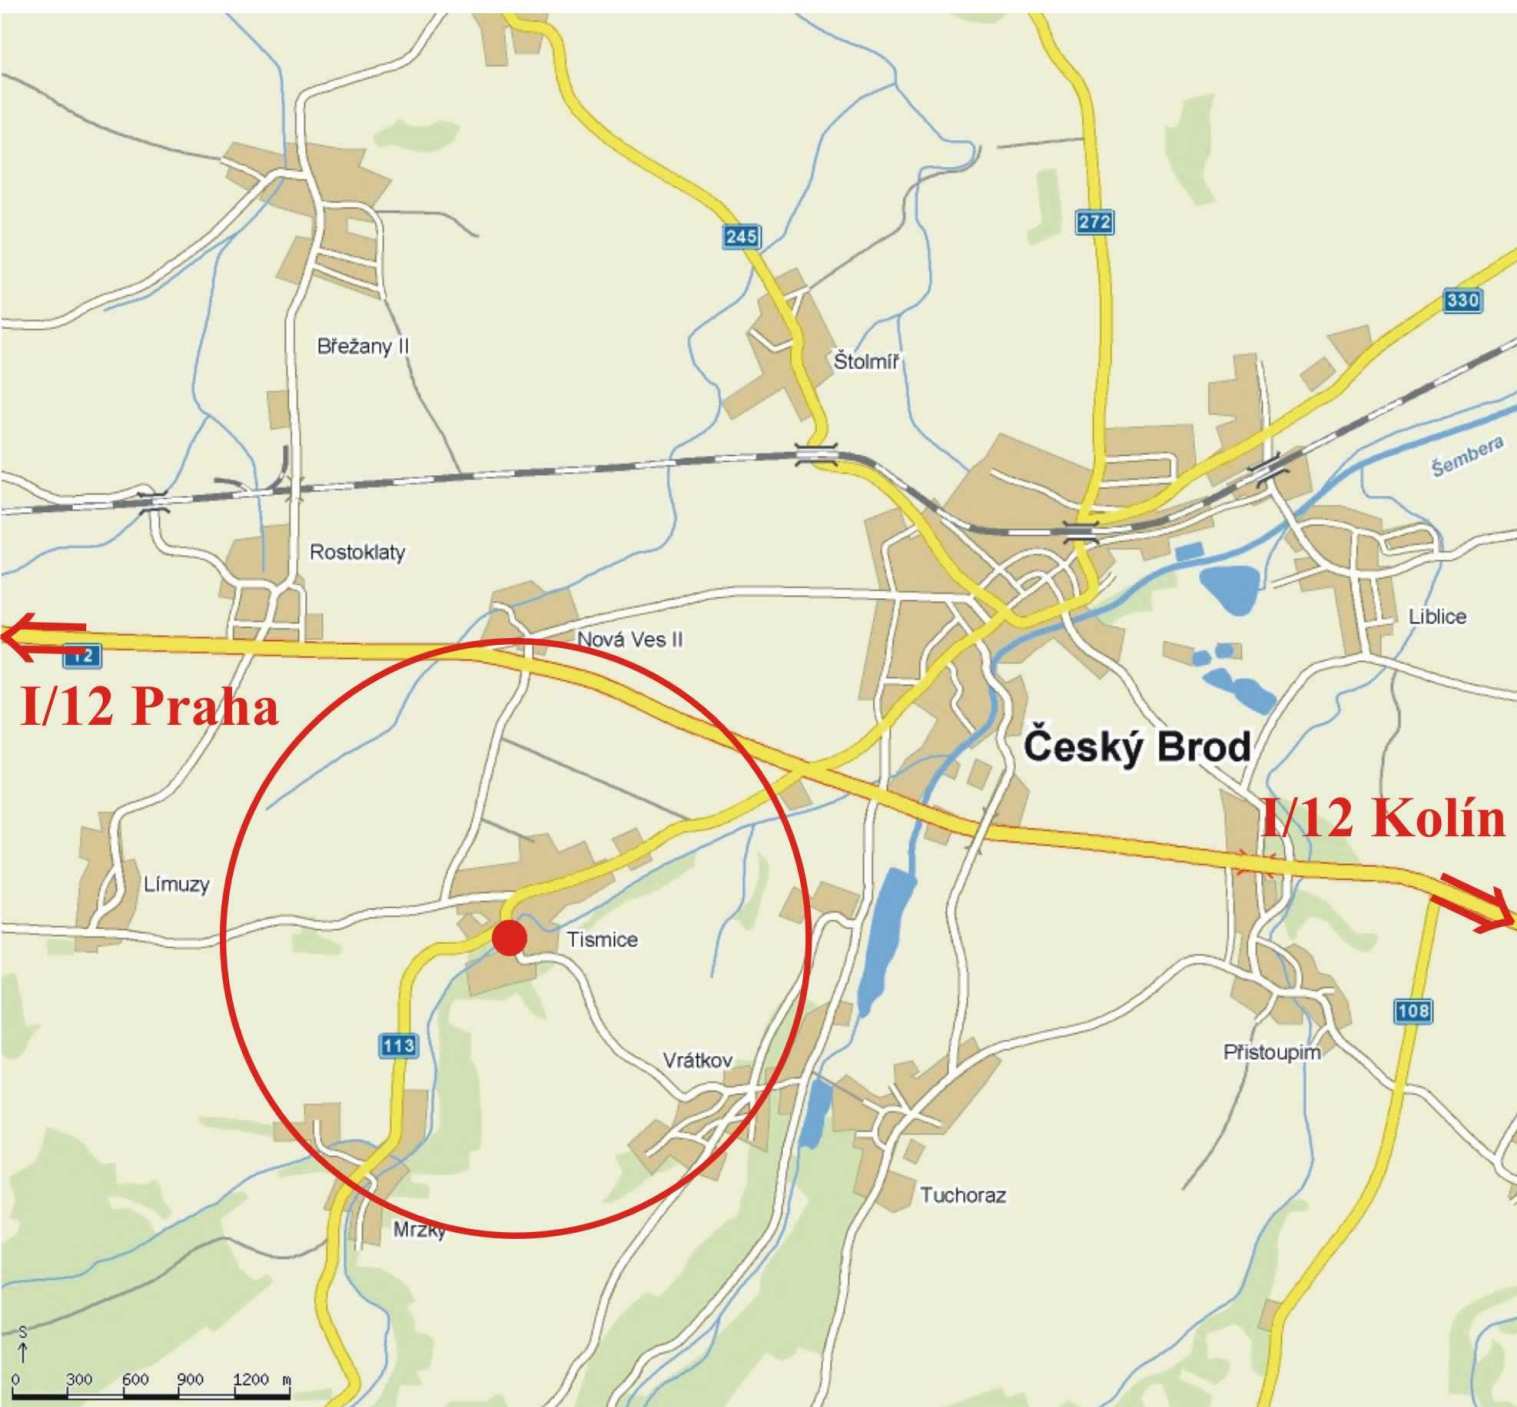 245
272
330
Břežany II
Štolmíř
Šembera
Rostoklaty
Liblice
Nová Ves II
12
I/12 Praha
Český Brod
I/12 Kolín
Límuzy
Tismice
108
113
Vrátkov
Přistoupim
Tuchoraz
Mrzky
S
0 300 600 900 1200 m